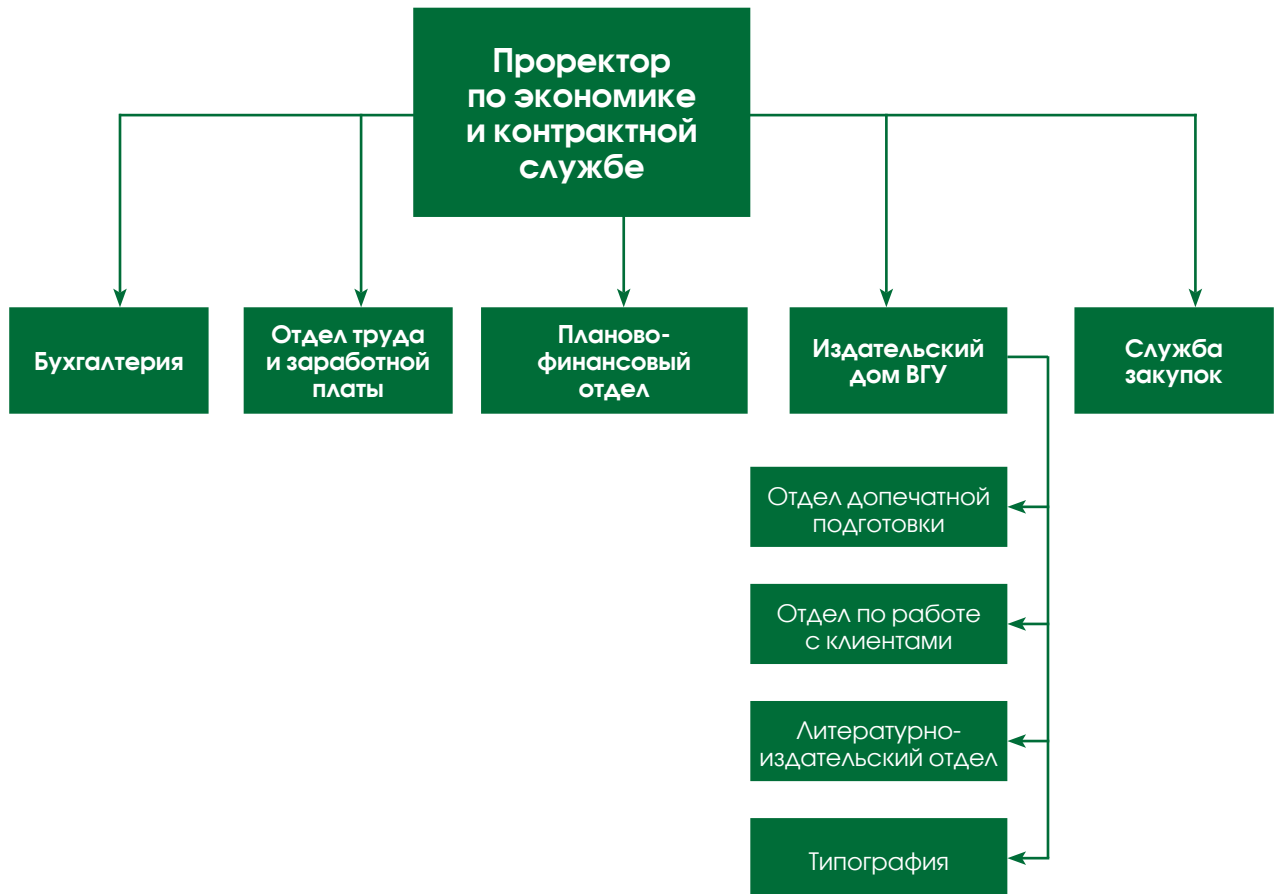 Проректор
по экономике
и контрактной
службе
Бухгалтерия
Отдел труда
и заработной
платы
Планово-
финансовый
отдел
Издательский
дом ВГУ
Служба
закупок
Отдел допечатной
подготовки
Отдел по работе
с клиентами
Литературно-
издательский отдел
Типография